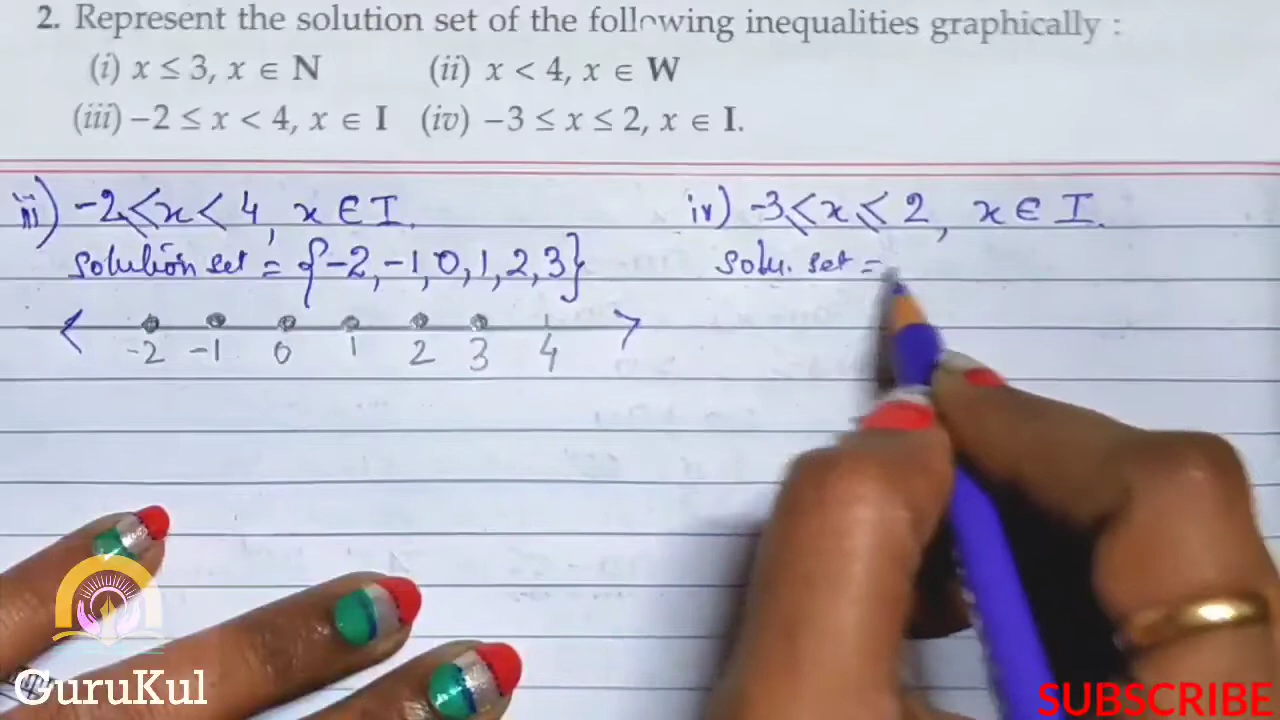 2. Represent the solution set of the following inequalities graphically :
(i) x ≤ 3, x ∈ N (ii) x < 4, x ∈ W
(iii) −2 ≤ x < 4, x ∈ I (iv) −3 ≤ x ≤ 2, x ∈ I.
iii) -2 ≤ x < 4, x ∈ I.
solution set = {-2, -1, 0, 1, 2, 3}
-2 -1 0 1 2 3 4
iv) -3 ≤ x ≤ 2, x ∈ I.
solu. set =
GuruKul
SUBSCRIBE